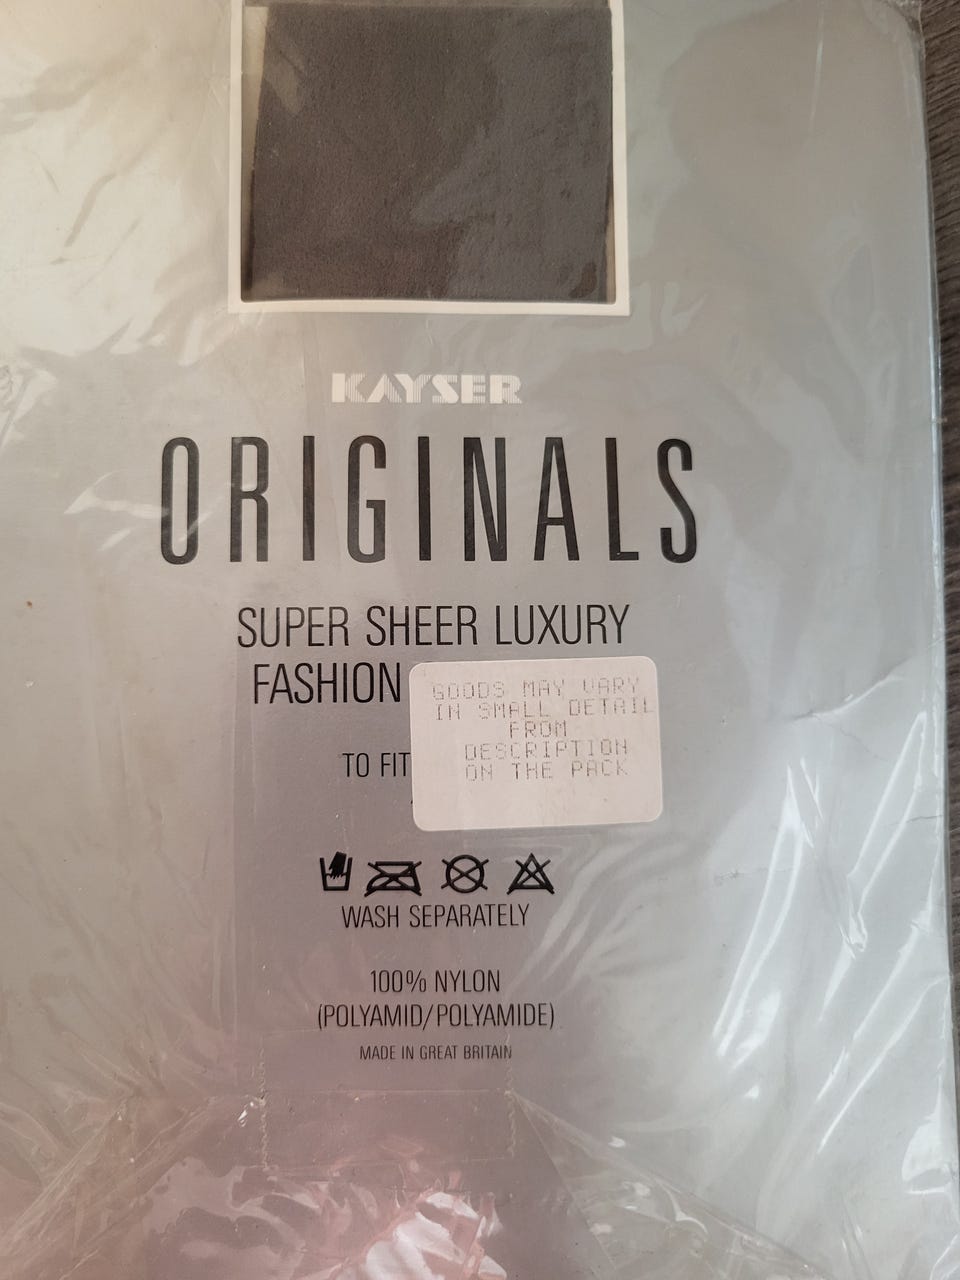 KAYSER
ORIGINALS
SUPER SHEER LUXURY
FASHION
TO FIT
GOODS MAY VARY
IN SMALL DETAIL
FROM
DESCRIPTION
ON THE PACK
WASH SEPARATELY
100% NYLON
(POLYAMID/POLYAMIDE)
MADE IN GREAT BRITAIN